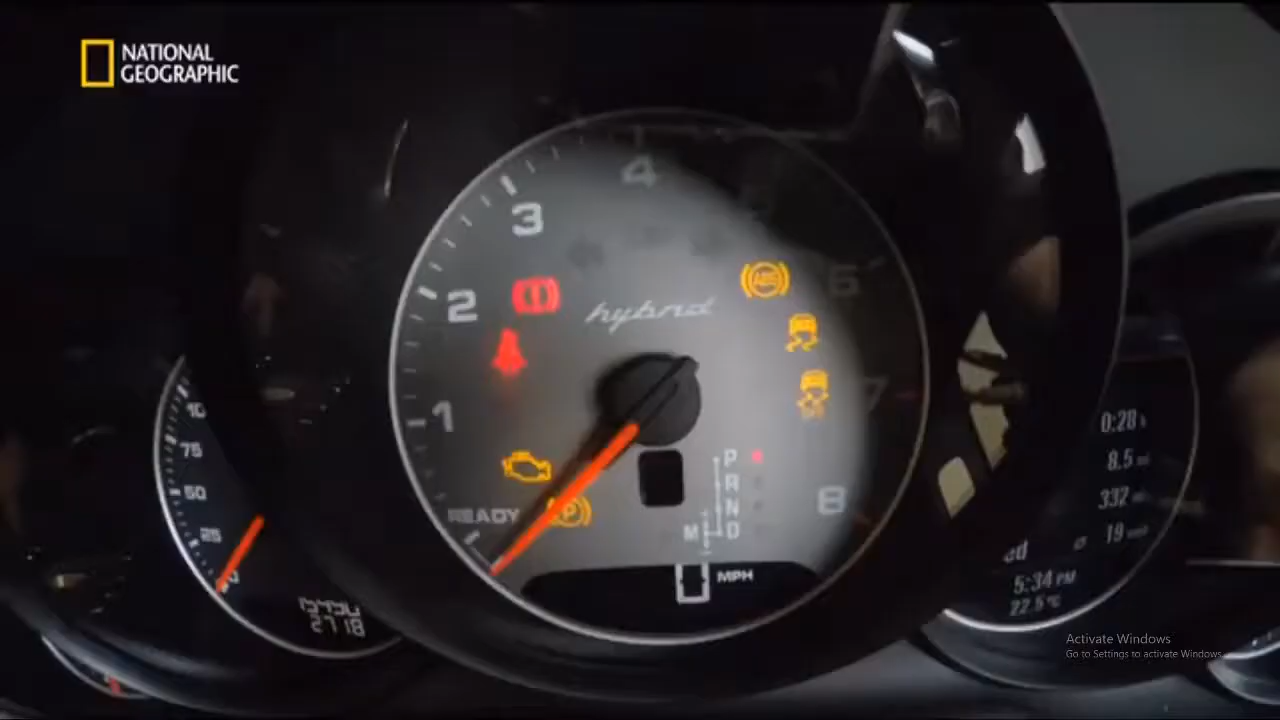 NATIONAL
GEOGRAPHIC
4
3
2
1
hybrid
ABS
6
7
8
READY
P
P
R
N
M D
0 MPH
75
50
25
2718
0:28 h
8.5
332
19
5:34 PM
22.5°C
Activate Windows
Go to Settings to activate Windows.